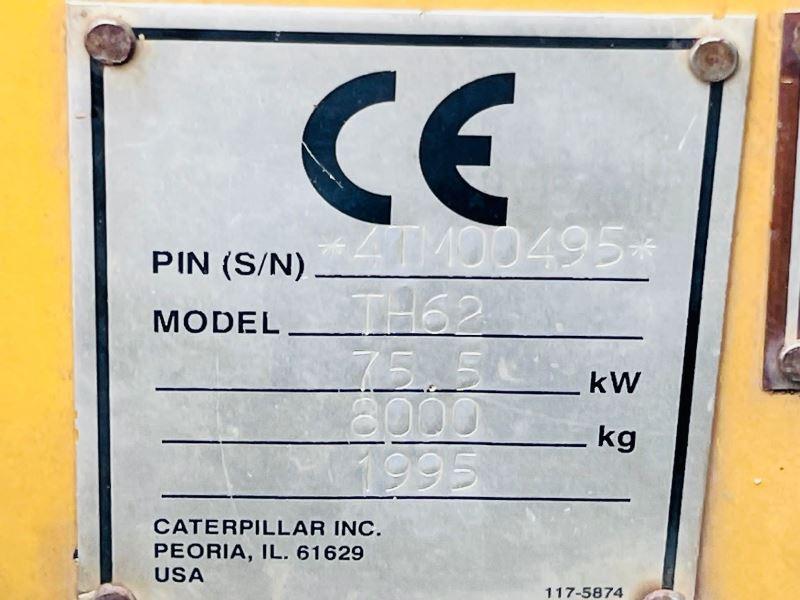 CE
PIN (S/N) *4TM00495*
MODEL TH62
75.5 kW
8000 kg
1995
CATERPILLAR INC.
PEORIA, IL. 61629
USA
117-5874